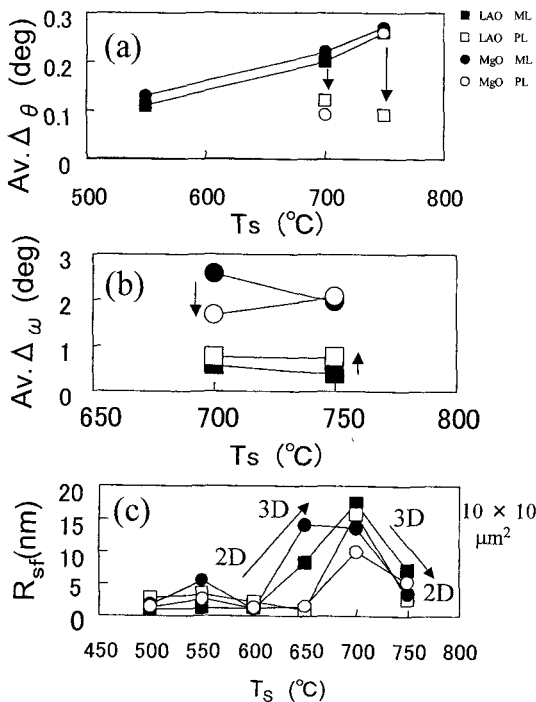 (a)
Av. Δθ (deg)
0.3
0.2
0.1
0
500
600
700
800
Ts (°C)
LAO ML
LAO PL
MgO ML
MgO PL
(b)
Av. Δω (deg)
3
2
1
0
650
700
750
800
Ts (°C)
(c)
Rsf(nm)
20
15
10
5
0
2D
3D
3D
2D
10 × 10
μm²
450
500
550
600
650
700
750
800
Ts (°C)